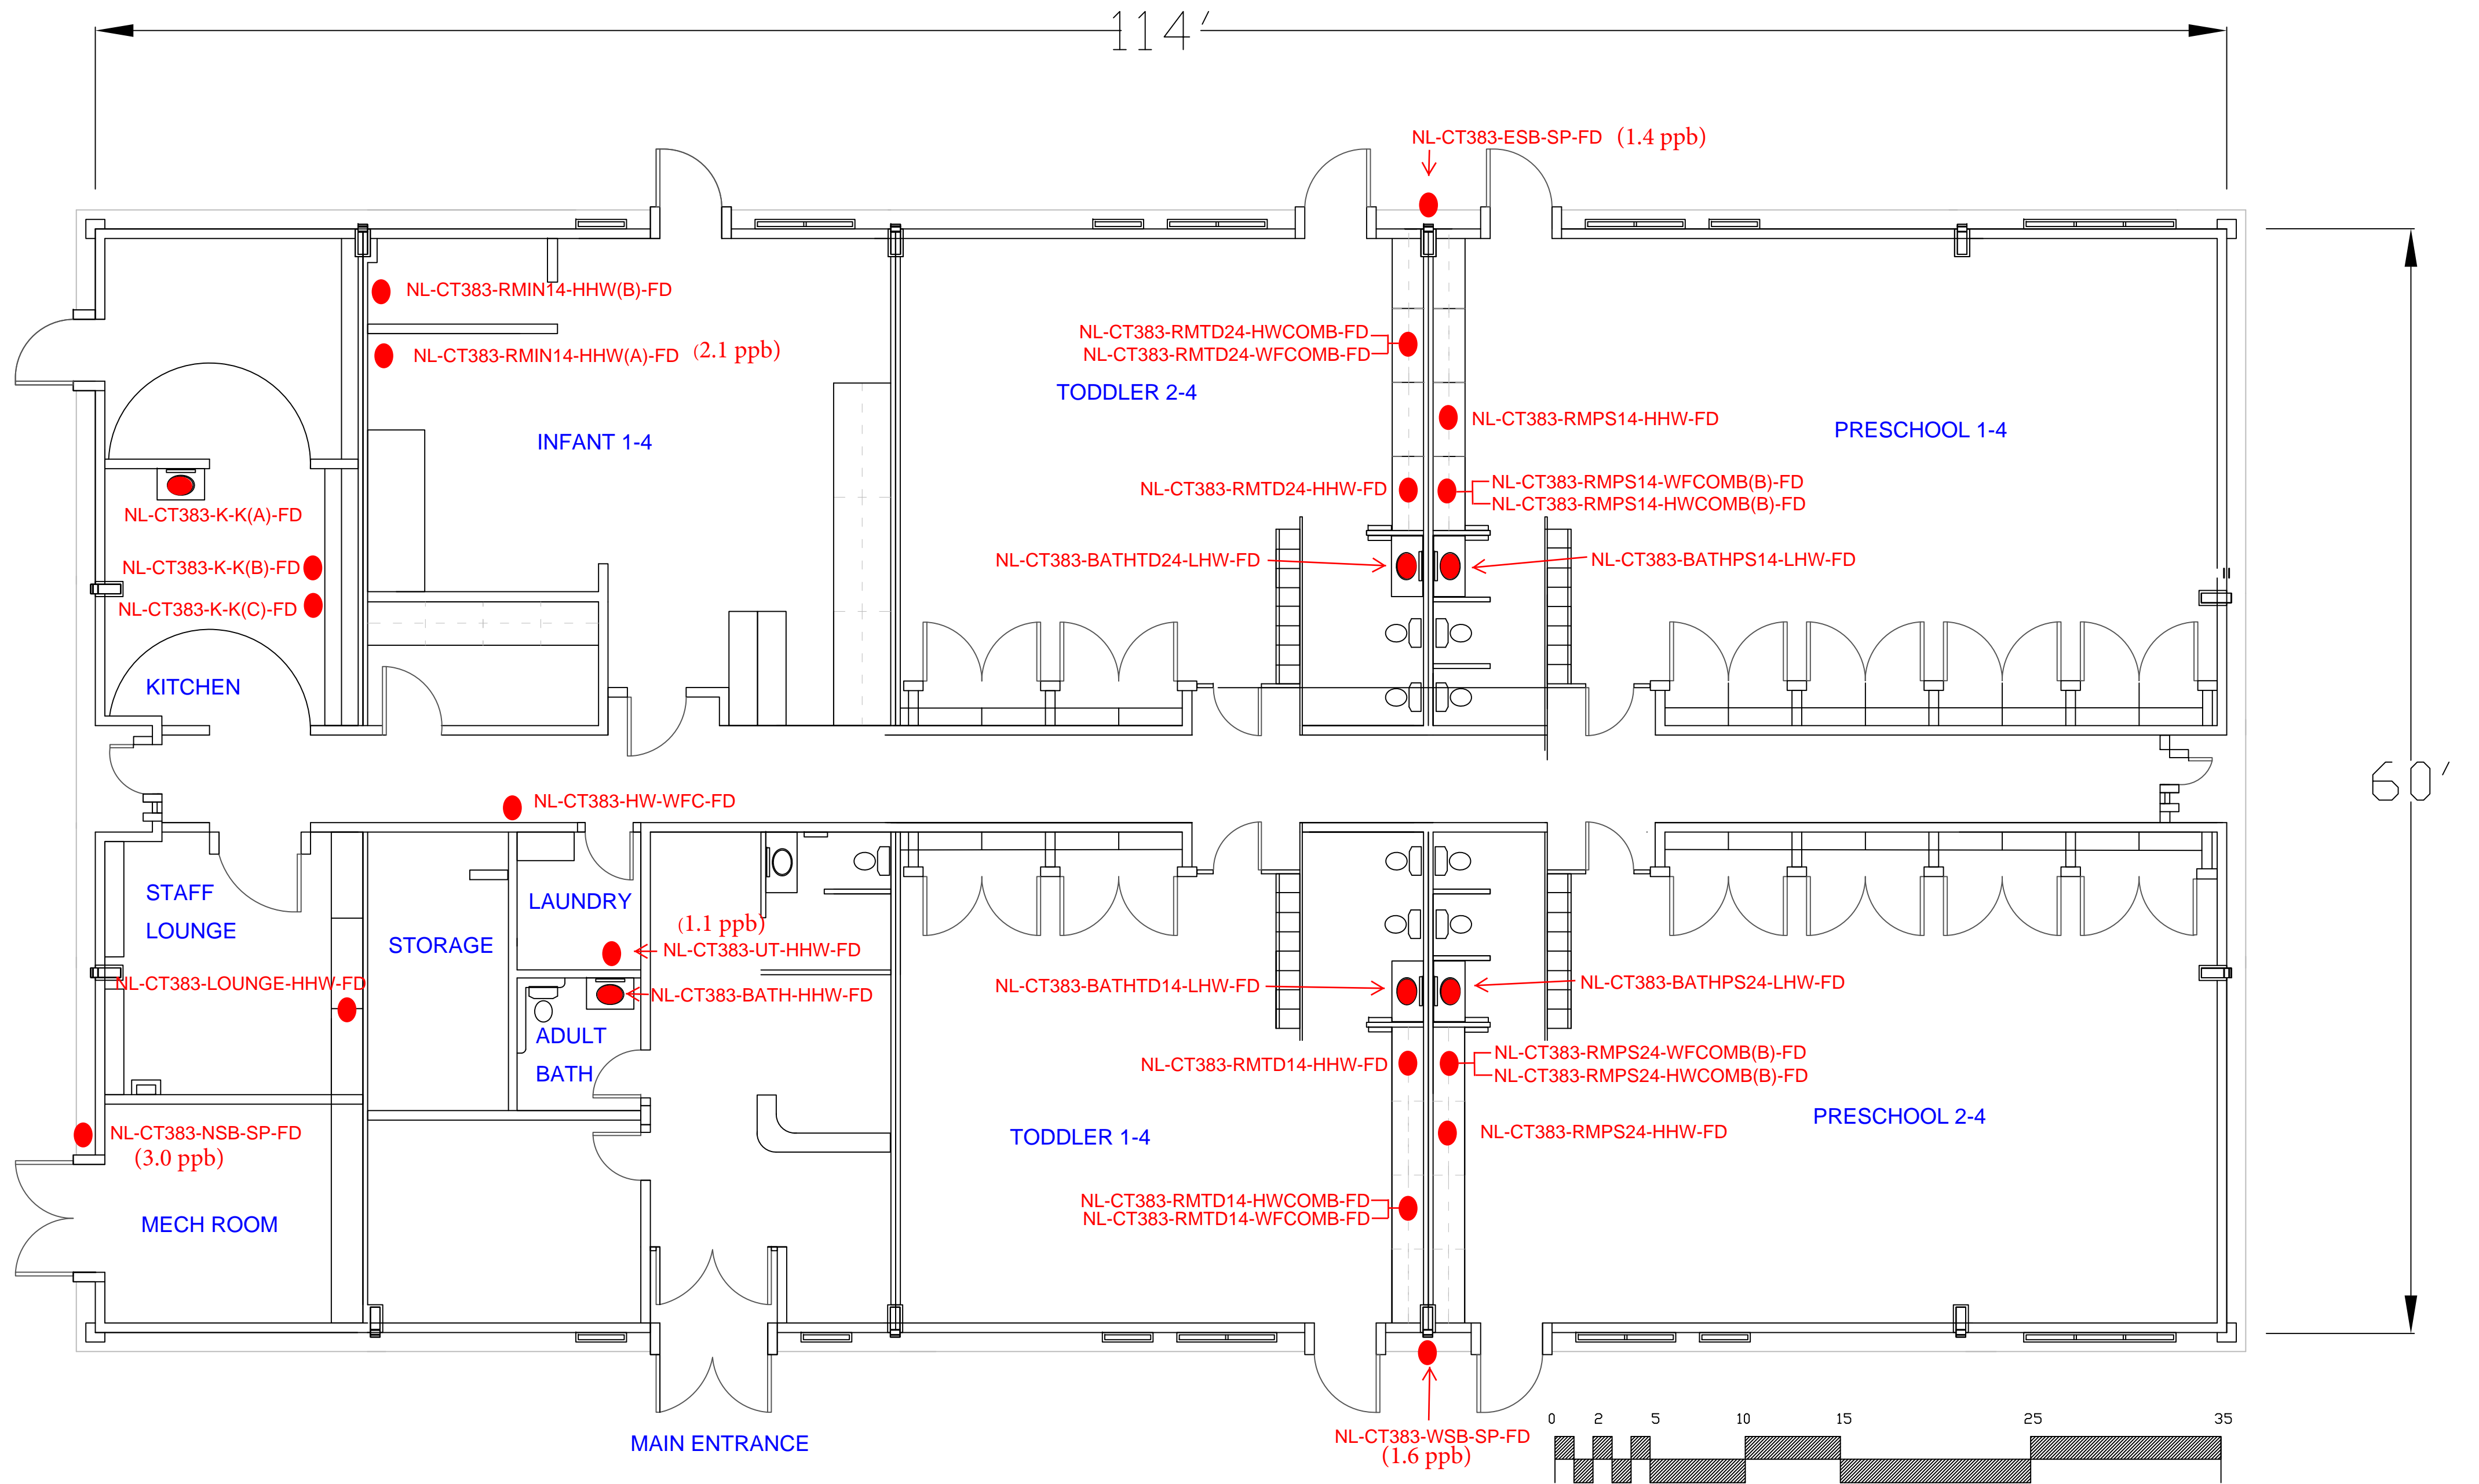 114'
NL-CT383-ESB-SP-FD (1.4 ppb)
NL-CT383-RMIN14-HHW(B)-FD
NL-CT383-RMIN14-HHW(A)-FD (2.1 ppb)
NL-CT383-RMTD24-HWCOMB-FD
NL-CT383-RMTD24-WFCOMB-FD
TODDLER 2-4
NL-CT383-RMPS14-HHW-FD
PRESCHOOL 1-4
INFANT 1-4
NL-CT383-RMTD24-HHW-FD
NL-CT383-RMPS14-WFCOMB(B)-FD
NL-CT383-RMPS14-HWCOMB(B)-FD
NL-CT383-K-K(A)-FD
NL-CT383-K-K(B)-FD
NL-CT383-K-K(C)-FD
NL-CT383-BATHTD24-LHW-FD
NL-CT383-BATHPS14-LHW-FD
KITCHEN
60'
NL-CT383-HW-WFC-FD
STAFF
LOUNGE
LAUNDRY
STORAGE
(1.1 ppb)
NL-CT383-UT-HHW-FD
NL-CT383-LOUNGE-HHW-FD
NL-CT383-BATH-HHW-FD
NL-CT383-BATHTD14-LHW-FD
NL-CT383-BATHPS24-LHW-FD
ADULT
BATH
NL-CT383-RMTD14-HHW-FD
NL-CT383-RMPS24-WFCOMB(B)-FD
NL-CT383-RMPS24-HWCOMB(B)-FD
NL-CT383-NSB-SP-FD
(3.0 ppb)
TODDLER 1-4
NL-CT383-RMPS24-HHW-FD
PRESCHOOL 2-4
MECH ROOM
NL-CT383-RMTD14-HWCOMB-FD
NL-CT383-RMTD14-WFCOMB-FD
MAIN ENTRANCE
NL-CT383-WSB-SP-FD
(1.6 ppb)
0 2 5 10 15 25 35